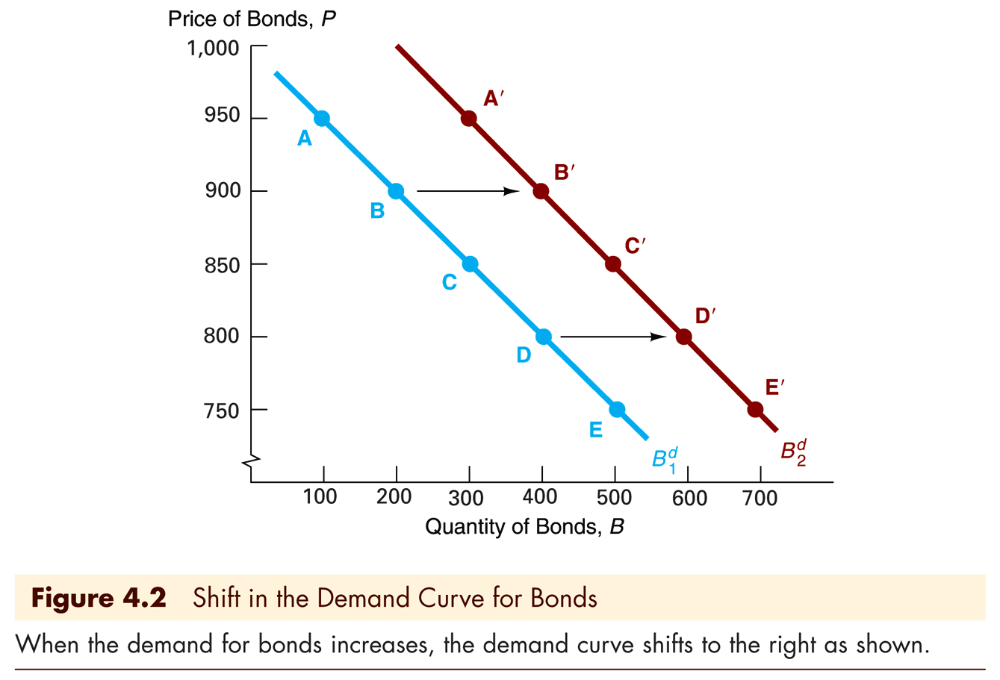 Price of Bonds, P
1,000
950
900
850
800
750
A′
A
B′
B
C′
C
D′
D
E′
E
B₁ᵈ
B₂ᵈ
100 200 300 400 500 600 700
Quantity of Bonds, B
Figure 4.2 Shift in the Demand Curve for Bonds
When the demand for bonds increases, the demand curve shifts to the right as shown.